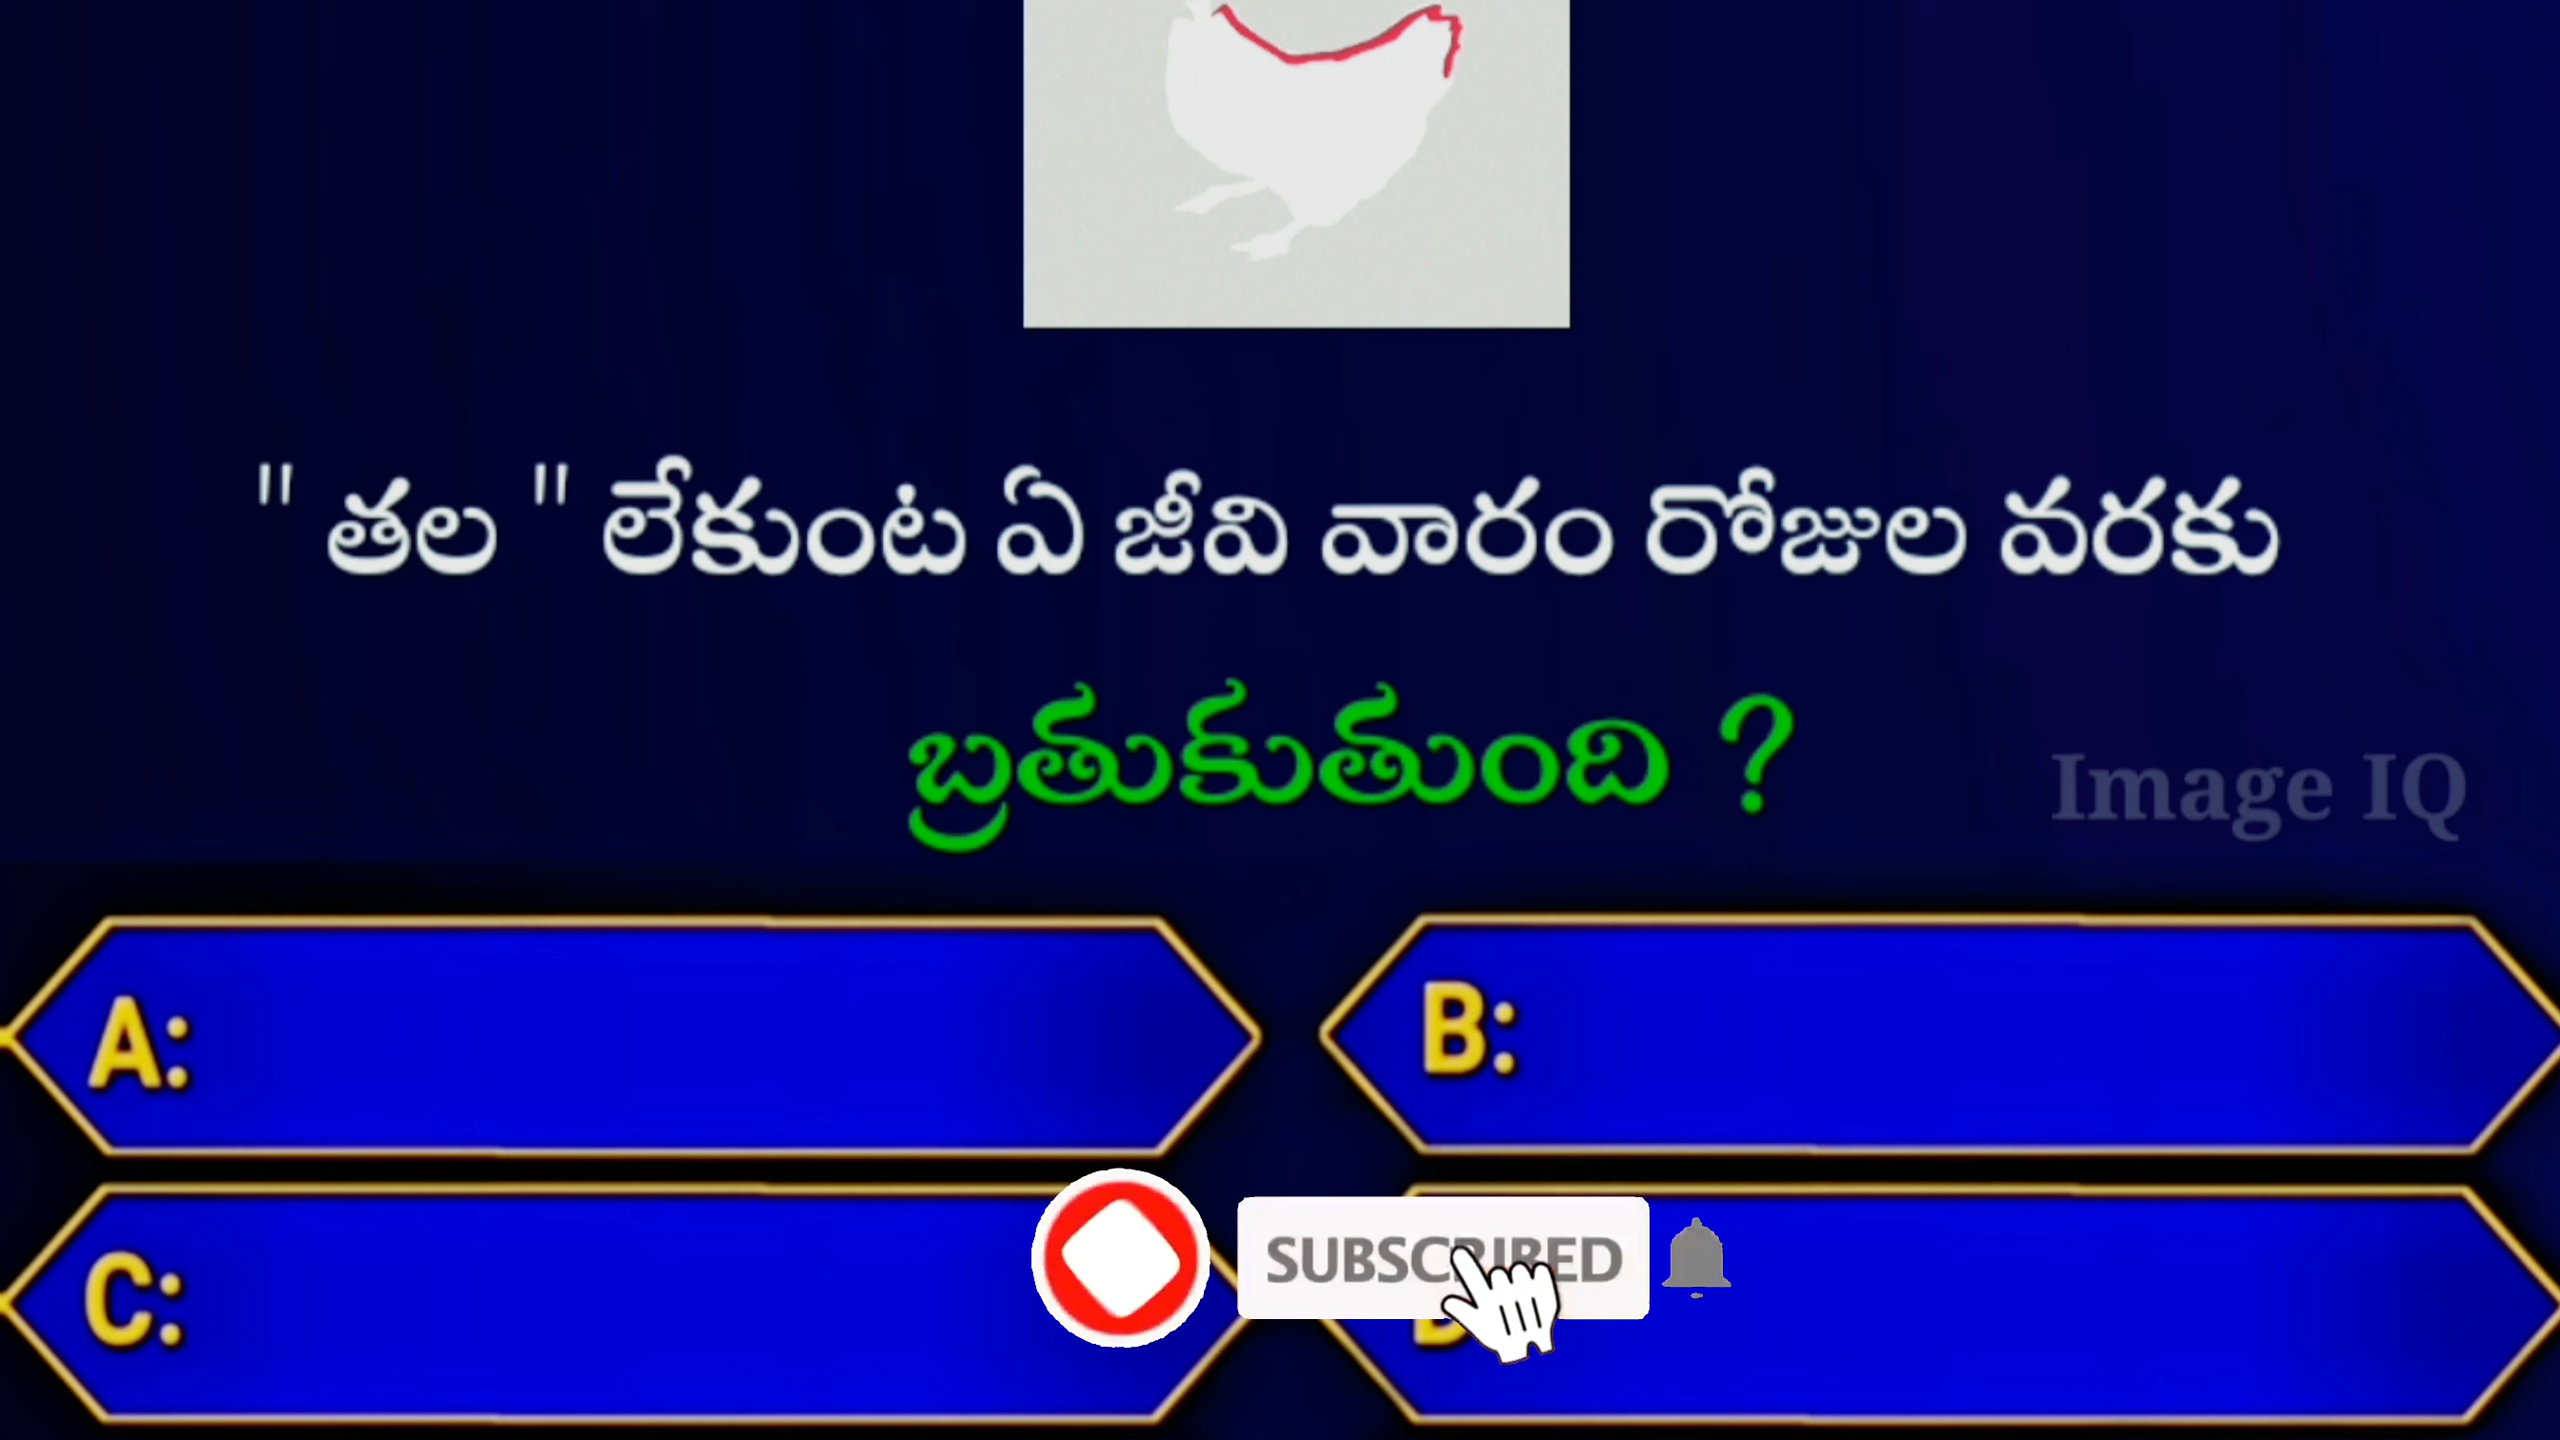 " తల " లేకుంట ఏ జీవి వారం రోజుల వరకు
బ్రతుకుతుంది ?
Image IQ
A:
B:
C:
SUBSCRIBED